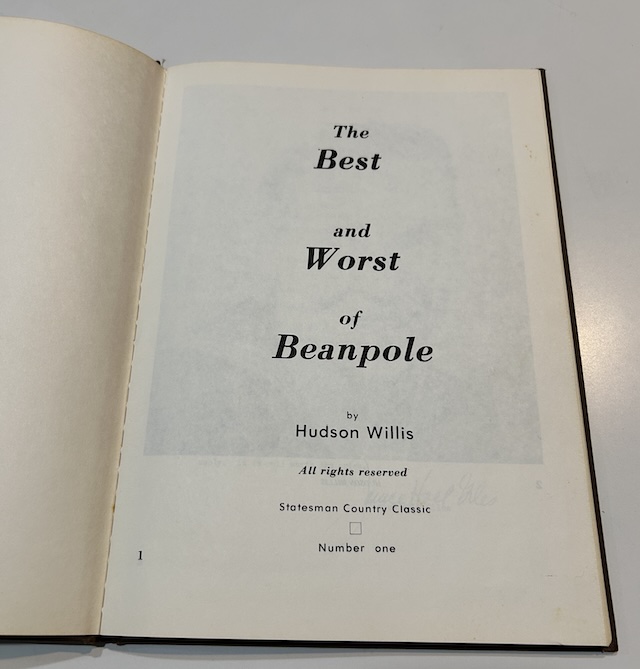 The
Best
and
Worst
of
Beanpole
by
Hudson Willis
All rights reserved
Statesman Country Classic
Number one
1